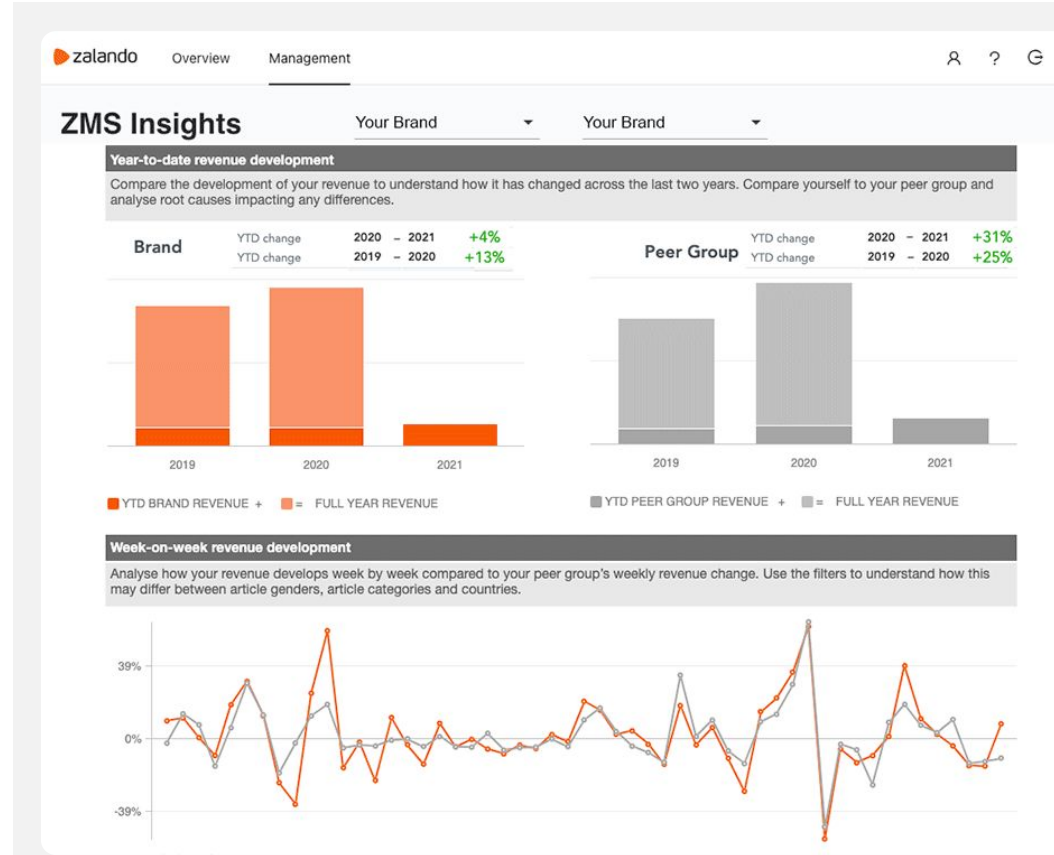 zalando Overview Management ?
ZMS Insights Your Brand Your Brand
Year-to-date revenue development
Compare the development of your revenue to understand how it has changed across the last two years. Compare yourself to your peer group and
analyse root causes impacting any differences.
Brand YTD change 2020 – 2021 +4%
YTD change 2019 – 2020 +13%
Peer Group YTD change 2020 – 2021 +31%
YTD change 2019 – 2020 +25%
2019 2020 2021
2019 2020 2021
YTD BRAND REVENUE + = FULL YEAR REVENUE
YTD PEER GROUP REVENUE + = FULL YEAR REVENUE
Week-on-week revenue development
Analyse how your revenue develops week by week compared to your peer group's weekly revenue change. Use the filters to understand how this
may differ between article genders, article categories and countries.
39%
0%
-39%